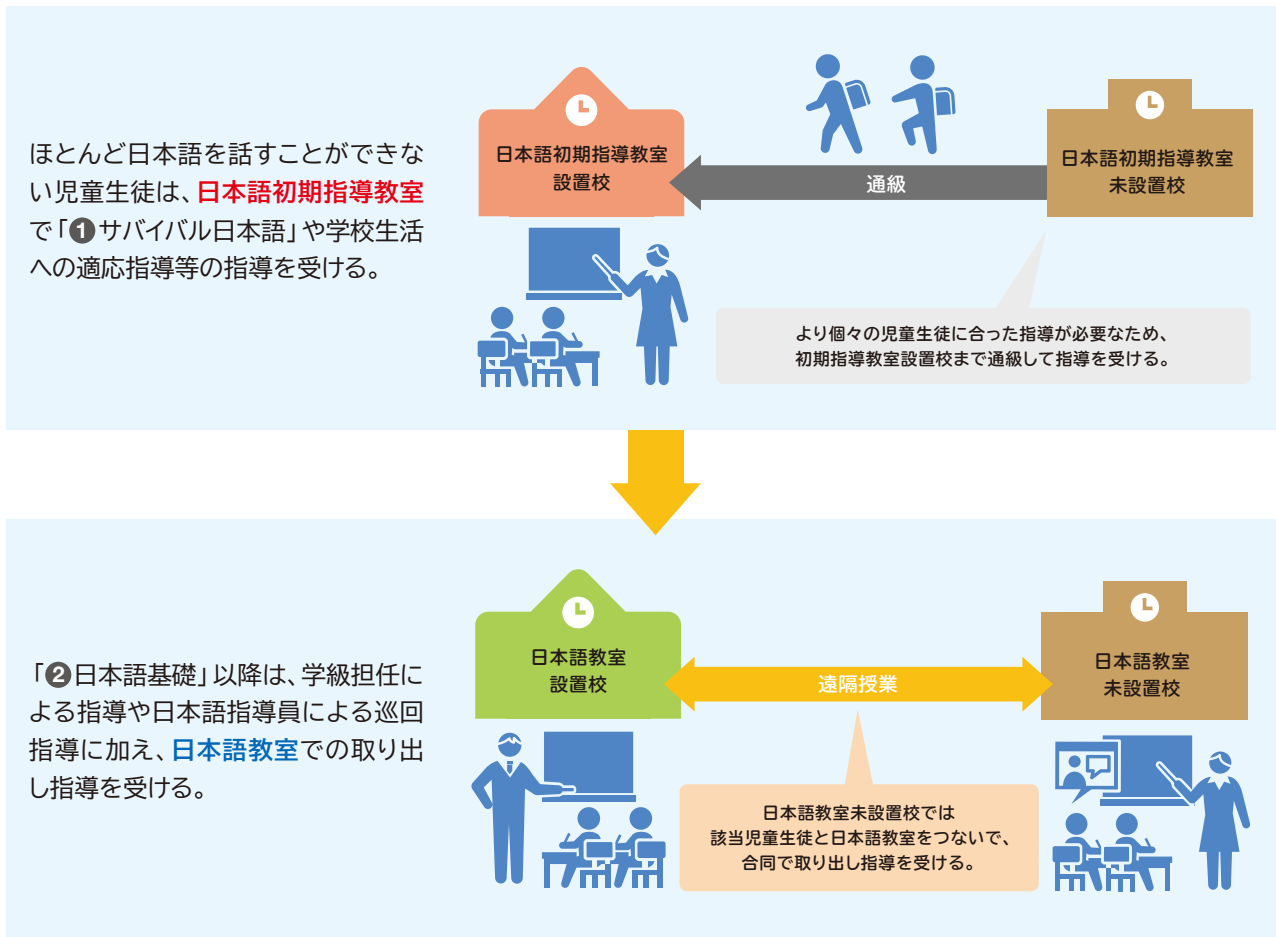 ほとんど日本語を話すことができな
い児童生徒は、日本語初期指導教室
で「❶サバイバル日本語」や学校生活
への適応指導等の指導を受ける。
日本語初期指導教室
設置校
通級
日本語初期指導教室
未設置校
より個々の児童生徒に合った指導が必要なため、
初期指導教室設置校まで通級して指導を受ける。
「❷日本語基礎」以降は、学級担任に
よる指導や日本語指導員による巡回
指導に加え、日本語教室での取り出
し指導を受ける。
日本語教室
設置校
遠隔授業
日本語教室
未設置校
日本語教室未設置校では
該当児童生徒と日本語教室をつないで、
合同で取り出し指導を受ける。